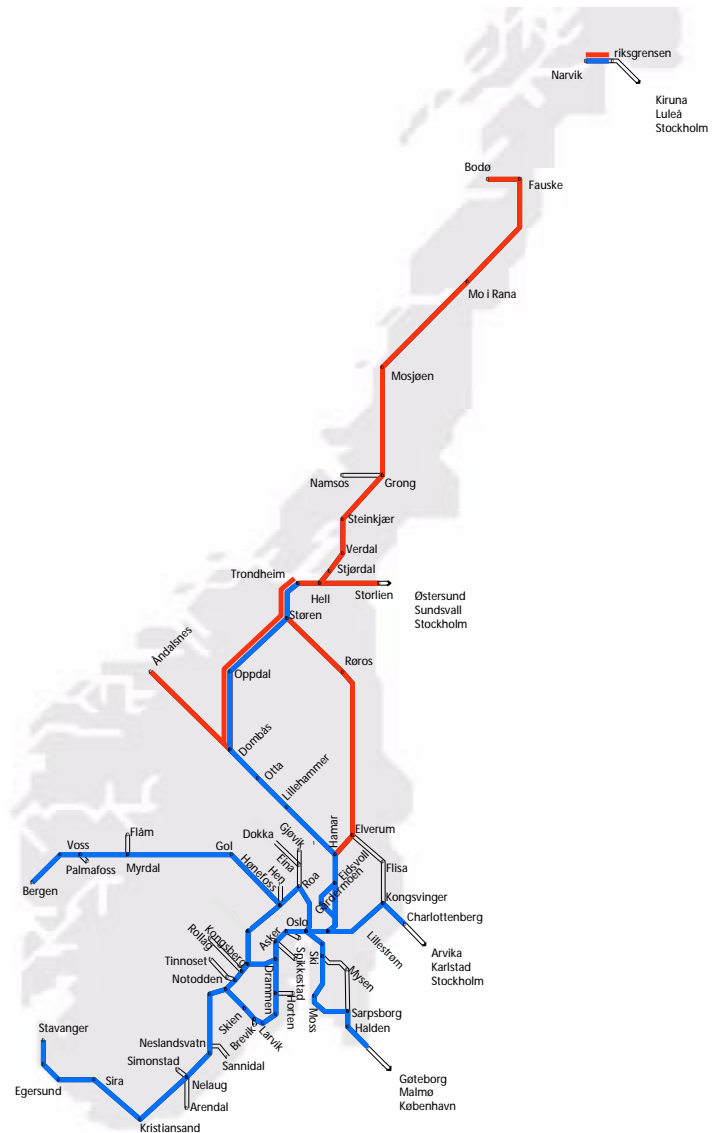 riksgrensen
Narvik
Kiruna
Luleå
Stockholm
Bodø
Fauske
Mo i Rana
Mosjøen
Namsos
Grong
Steinkjær
Verdal
Stjørdal
Trondheim
Hell
Storlien
Østersund
Sundsvall
Stockholm
Støren
Åndalsnes
Oppdal
Røros
Dombås
Otta
Lillehammer
Hamar
Elverum
Flåm
Voss
Palmafoss
Myrdal
Gol
Bergen
Dokka
Gjøvik
Eina
Hen
Hønefoss
Roa
Eidsvoll
Gardermoen
Flisa
Kongsvinger
Charlottenberg
Arvika
Karlstad
Stockholm
Oslo
Lillestrøm
Asker
Spikkestad
Ski
Mysen
Kongsberg
Rollag
Tinnoset
Notodden
Drammen
Horten
Moss
Sarpsborg
Halden
Skien
Brevik
Larvik
Stavanger
Neslandsvatn
Simonstad
Sannidal
Egersund
Sira
Nelaug
Arendal
Kristiansand
Gøteborg
Malmø
København